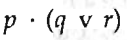 p · (q v r)